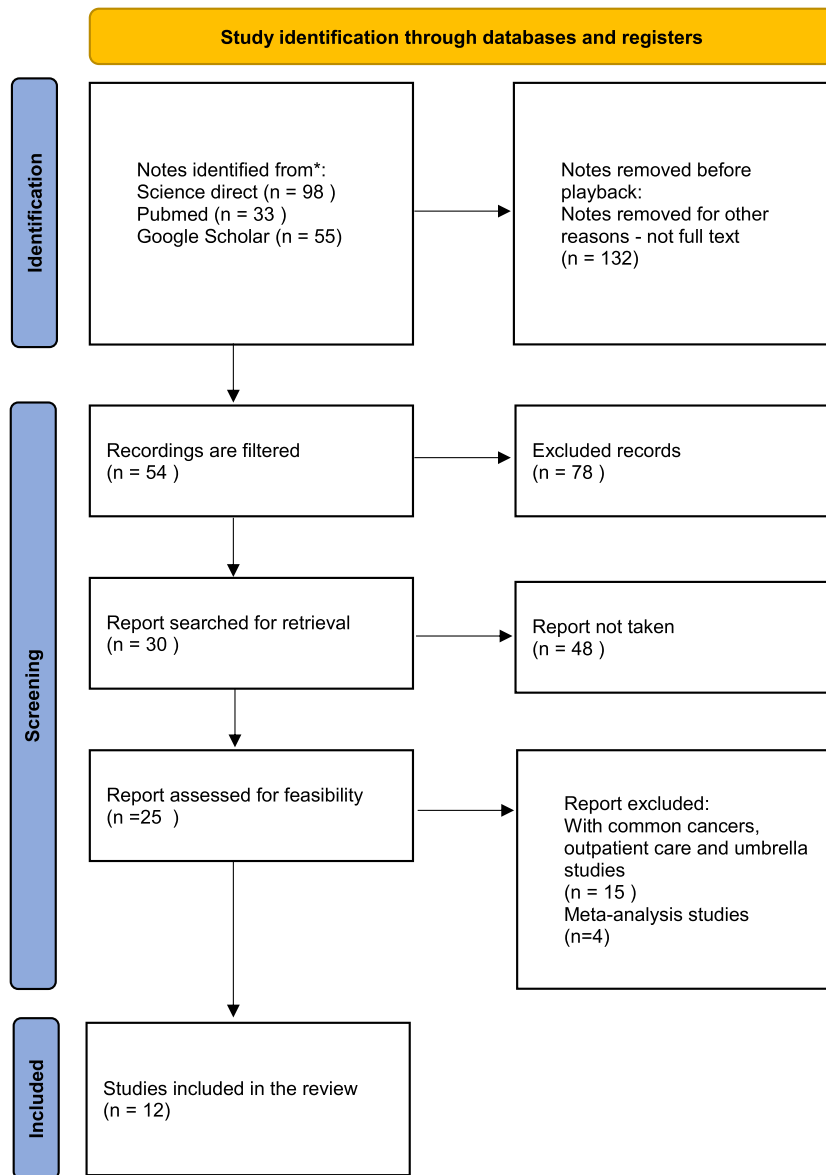 Study identification through databases and registers
Identification
Notes identified from*:
Science direct (n = 98 )
Pubmed (n = 33 )
Google Scholar (n = 55)
Notes removed before
playback:
Notes removed for other
reasons - not full text
(n = 132)
Screening
Recordings are filtered
(n = 54 )
Excluded records
(n = 78 )
Report searched for retrieval
(n = 30 )
Report not taken
(n = 48 )
Report assessed for feasibility
(n =25  )
Report excluded:
With common cancers,
outpatient care and umbrella
studies
(n = 15 )
Meta-analysis studies
(n=4)
Included
Studies included in the review
(n = 12)